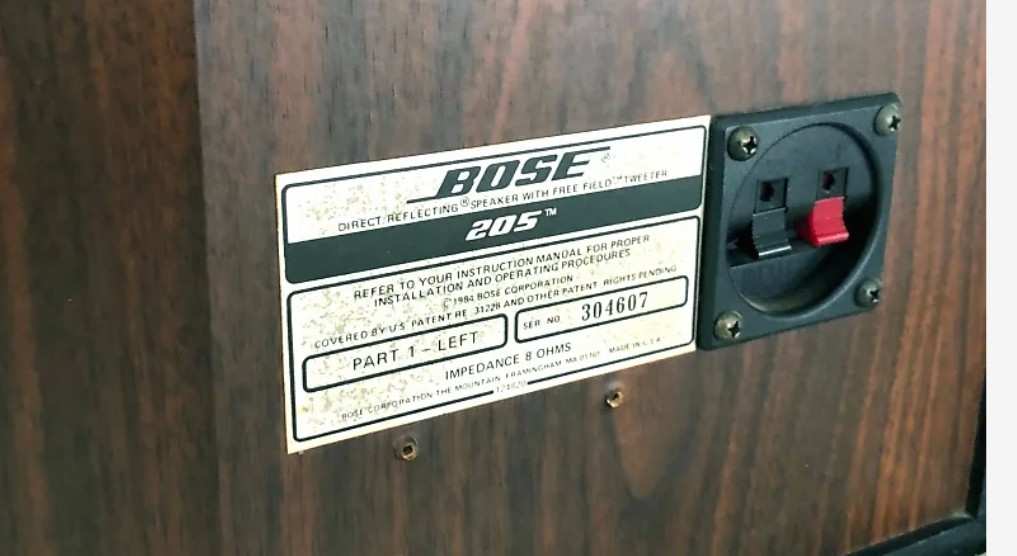 BOSE®
DIRECT/REFLECTING® SPEAKER WITH FREE FIELD™ TWEETER
205™
REFER TO YOUR INSTRUCTION MANUAL FOR PROPER
INSTALLATION AND OPERATING PROCEDURES
©1984 BOSE CORPORATION
COVERED BY U.S. PATENT RE 31228 AND OTHER PATENT RIGHTS PENDING
PART 1 - LEFT
SER NO 304607
IMPEDANCE 8 OHMS
BOSE CORPORATION THE MOUNTAIN FRAMINGHAM, MA 01701 MADE IN U.S.A.